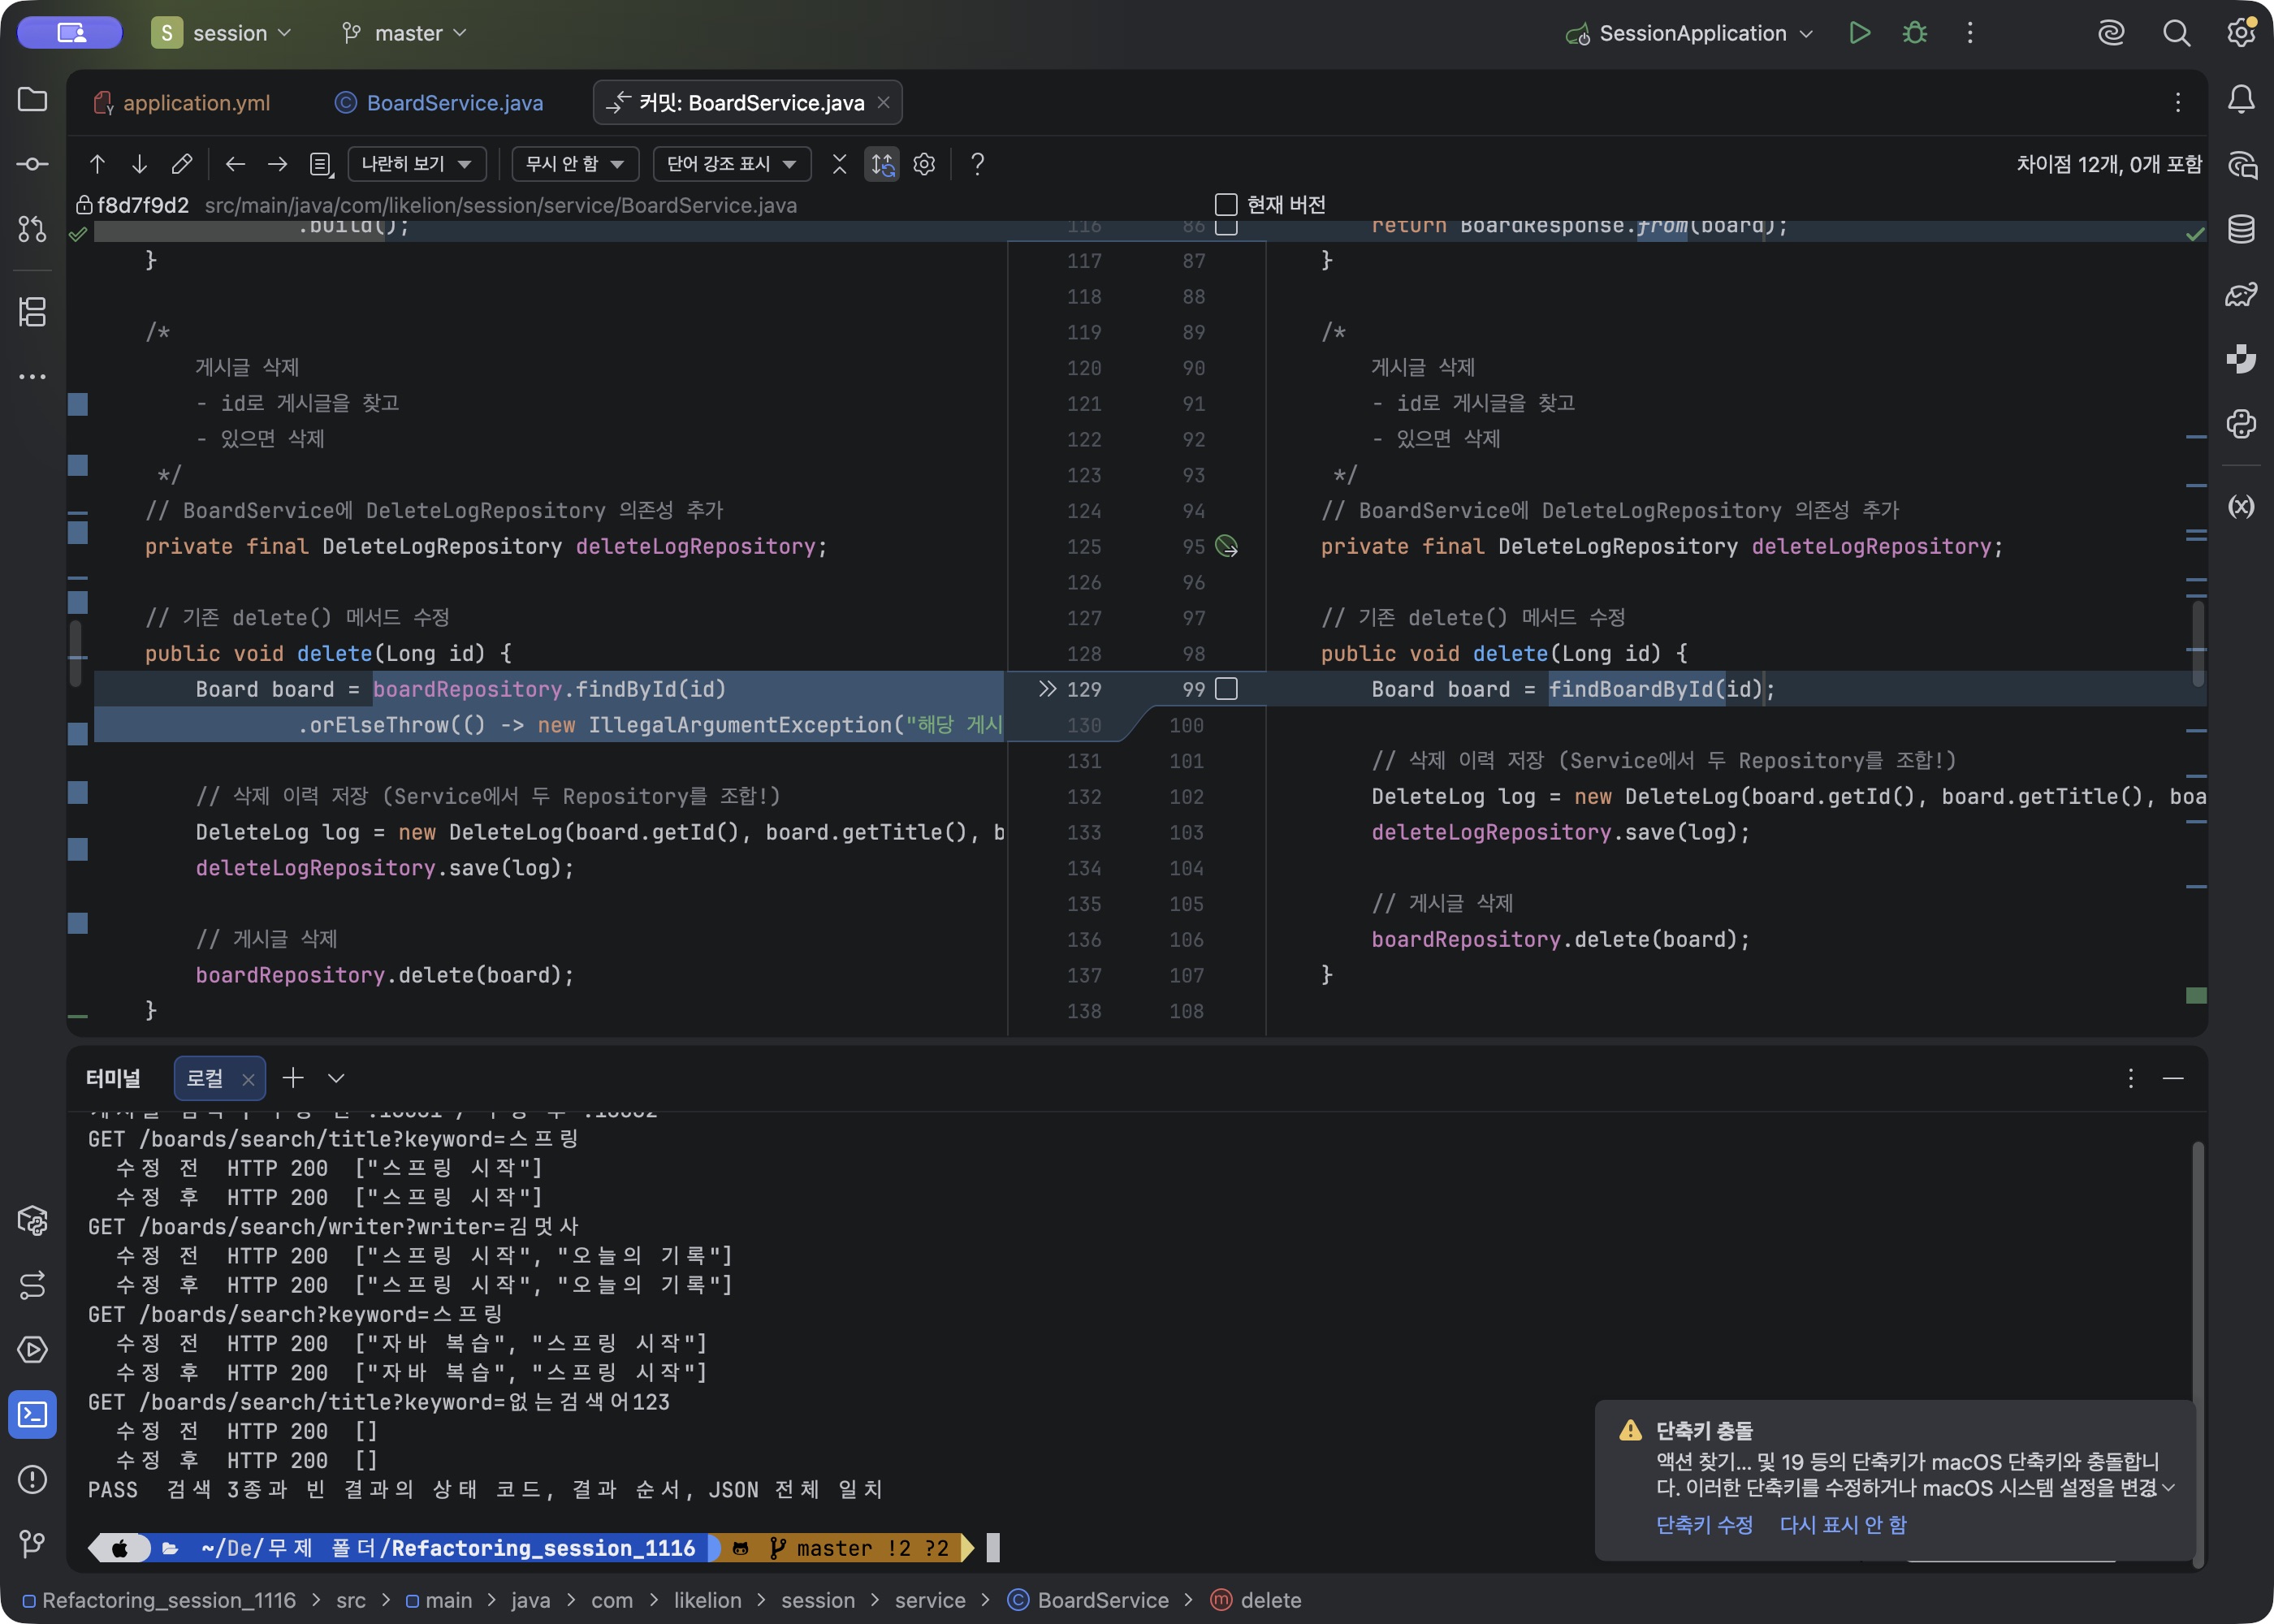 S session master SessionApplication
application.yml BoardService.java 커밋: BoardService.java
나란히 보기 무시 안 함 단어 강조 표시 ? 차이점 12개, 0개 포함
f8d7f9d2 src/main/java/com/likelion/session/service/BoardService.java 현재 버전
.build(); 116 86 return BoardResponse.from(board);
} 117 87 }
118 88
/* 119 89 /*
게시글 삭제 120 90 게시글 삭제
- id로 게시글을 찾고 121 91 - id로 게시글을 찾고
- 있으면 삭제 122 92 - 있으면 삭제
*/ 123 93 */
// BoardService에 DeleteLogRepository 의존성 추가 124 94 // BoardService에 DeleteLogRepository 의존성 추가
private final DeleteLogRepository deleteLogRepository; 125 95 private final DeleteLogRepository deleteLogRepository;
126 96
// 기존 delete() 메서드 수정 127 97 // 기존 delete() 메서드 수정
public void delete(Long id) { 128 98 public void delete(Long id) {
Board board = boardRepository.findById(id) 129 99 Board board = findBoardById(id);
.orElseThrow(() -> new IllegalArgumentException("해당 게시 130 100
131 101 // 삭제 이력 저장 (Service에서 두 Repository를 조합!)
// 삭제 이력 저장 (Service에서 두 Repository를 조합!) 132 102 DeleteLog log = new DeleteLog(board.getId(), board.getTitle(), boa
DeleteLog log = new DeleteLog(board.getId(), board.getTitle(), b 133 103 deleteLogRepository.save(log);
deleteLogRepository.save(log); 134 104
135 105 // 게시글 삭제
// 게시글 삭제 136 106 boardRepository.delete(board);
boardRepository.delete(board); 137 107 }
} 138 108
터미널 로컬
GET /boards/search/title?keyword=스프링
수정 전 HTTP 200 ["스프링 시작"]
수정 후 HTTP 200 ["스프링 시작"]
GET /boards/search/writer?writer=김멋사
수정 전 HTTP 200 ["스프링 시작", "오늘의 기록"]
수정 후 HTTP 200 ["스프링 시작", "오늘의 기록"]
GET /boards/search?keyword=스프링
수정 전 HTTP 200 ["자바 복습", "스프링 시작"]
수정 후 HTTP 200 ["자바 복습", "스프링 시작"]
GET /boards/search/title?keyword=없는검색어123
수정 전 HTTP 200 []
수정 후 HTTP 200 []
PASS 검색 3종과 빈 결과의 상태 코드, 결과 순서, JSON 전체 일치
~/De/무제 폴더/Refactoring_session_1116 master !2 ?2
단축키 충돌
액션 찾기... 및 19 등의 단축키가 macOS 단축키와 충돌합니
다. 이러한 단축키를 수정하거나 macOS 시스템 설정을 변경
단축키 수정 다시 표시 안 함
Refactoring_session_1116 > src > main > java > com > likelion > session > service > BoardService > delete